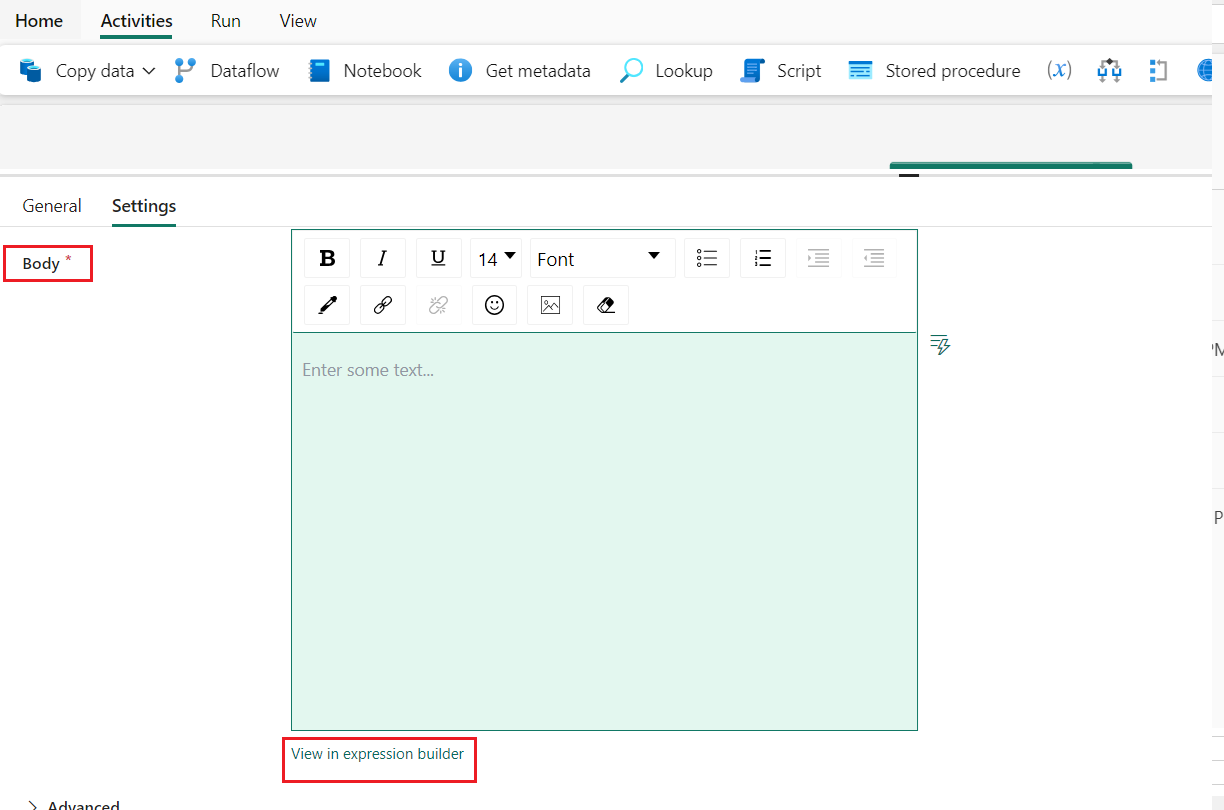 Home Activities Run View
Copy data Dataflow Notebook Get metadata Lookup Script Stored procedure (x)
General Settings
Body *
B I U 14 Font
Enter some text...
View in expression builder
Advanced